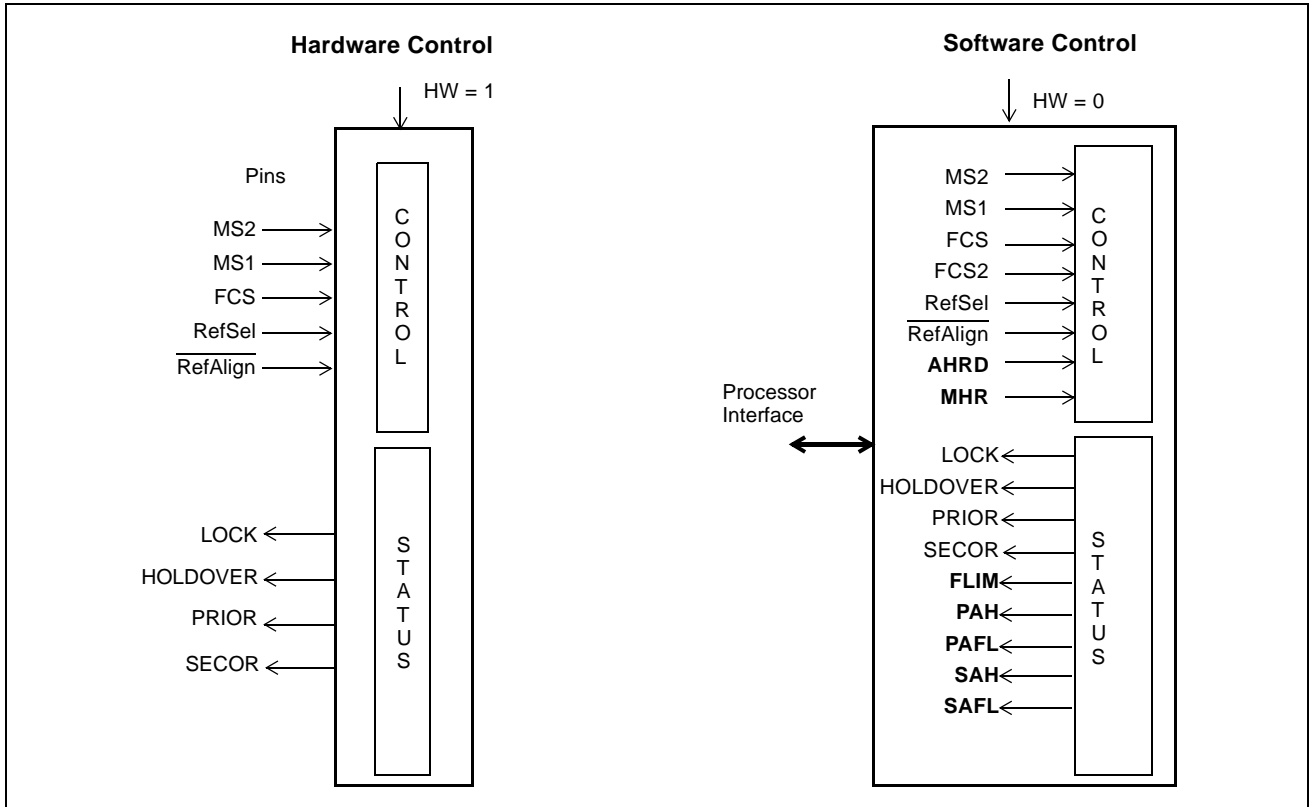 Hardware Control
HW = 1
Pins
MS2
MS1
FCS
RefSel
RefAlign
CONTROL
LOCK
HOLDOVER
PRIOR
SECOR
STATUS
Software Control
HW = 0
MS2
MS1
FCS
FCS2
RefSel
RefAlign
AHRD
MHR
CONTROL
Processor
Interface
LOCK
HOLDOVER
PRIOR
SECOR
FLIM
PAH
PAFL
SAH
SAFL
STATUS